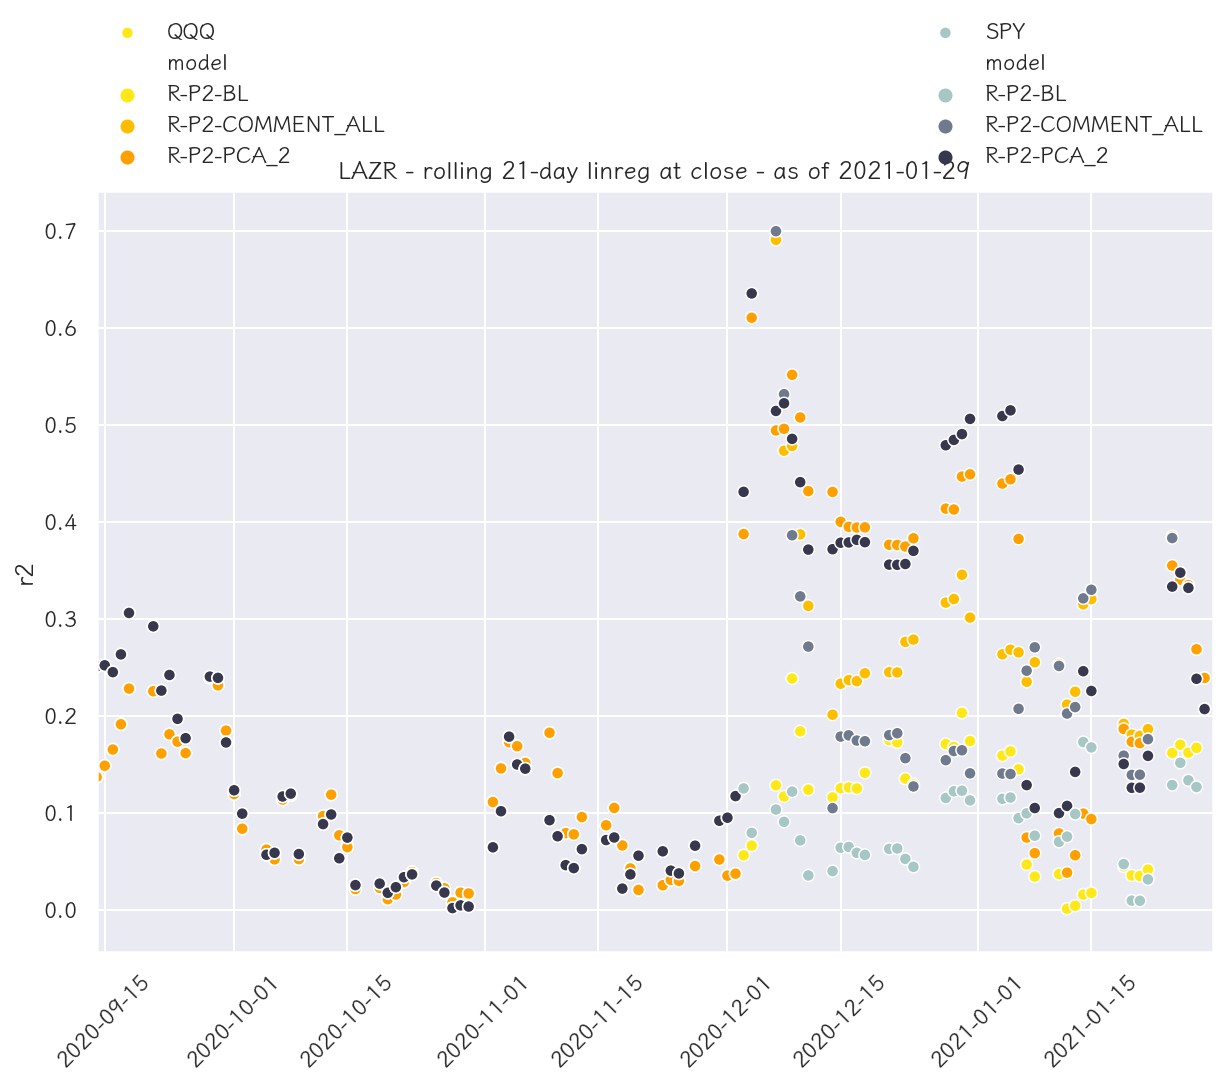 QQQ
model
R-P2-BL
R-P2-COMMENT_ALL
R-P2-PCA_2
SPY
model
R-P2-BL
R-P2-COMMENT_ALL
R-P2-PCA_2
LAZR - rolling 21-day linreg at close - as of 2021-01-29
r2
0.7
0.6
0.5
0.4
0.3
0.2
0.1
0.0
2020-09-15
2020-10-01
2020-10-15
2020-11-01
2020-11-15
2020-12-01
2020-12-15
2021-01-01
2021-01-15